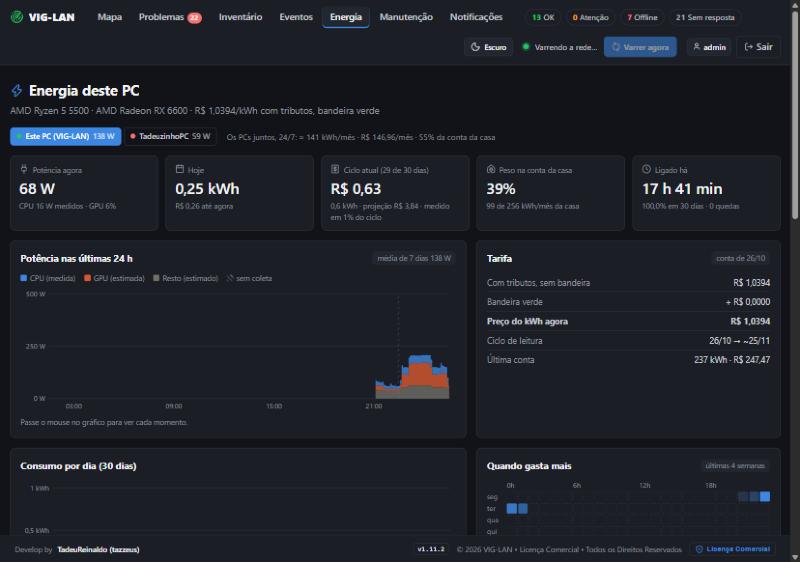 VIG-LAN Mapa Problemas 22 Inventário Eventos Energia Manutenção Notificações 13 OK 0 Atenção 7 Offline 21 Sem resposta
Escuro Varrendo a rede... Varrer agora admin Sair
Energia deste PC
AMD Ryzen 5 5500 · AMD Radeon RX 6600 · R$ 1,0394/kWh com tributos, bandeira verde
Este PC (VIG-LAN) 138 W TadeuzinhoPC 59 W Os PCs juntos, 24/7: ≈ 141 kWh/mês · R$ 146,96/mês · 55% da conta da casa
Potência agora
68 W
CPU 16 W medidos · GPU 6%
Hoje
0,25 kWh
R$ 0,26 até agora
Ciclo atual (29 de 30 dias)
R$ 0,63
0,6 kWh · projeção R$ 3,84 · medido
em 1% do ciclo
Peso na conta da casa
39%
99 de 256 kWh/mês da casa
Ligado há
17 h 41 min
100,0% em 30 dias · 0 quedas
Potência nas últimas 24 h média de 7 dias 138 W
CPU (medida) GPU (estimada) Resto (estimado) sem coleta
500 W
250 W
0 W
03:00 09:00 15:00 21:00
Passe o mouse no gráfico para ver cada momento.
Tarifa conta de 26/10
Com tributos, sem bandeira R$ 1,0394
Bandeira verde + R$ 0,0000
Preço do kWh agora R$ 1,0394
Ciclo de leitura 26/10 → ~25/11
Última conta 237 kWh · R$ 247,47
Consumo por dia (30 dias)
1 kWh
0,5 kWh
Quando gasta mais últimas 4 semanas
0h 6h 12h 18h
seg
ter
qua
qui
Develop by TadeuReinaldo (tazzeus) v1.11.2 © 2026 VIG-LAN • Licença Comercial • Todos os Direitos Reservados Licença Comercial